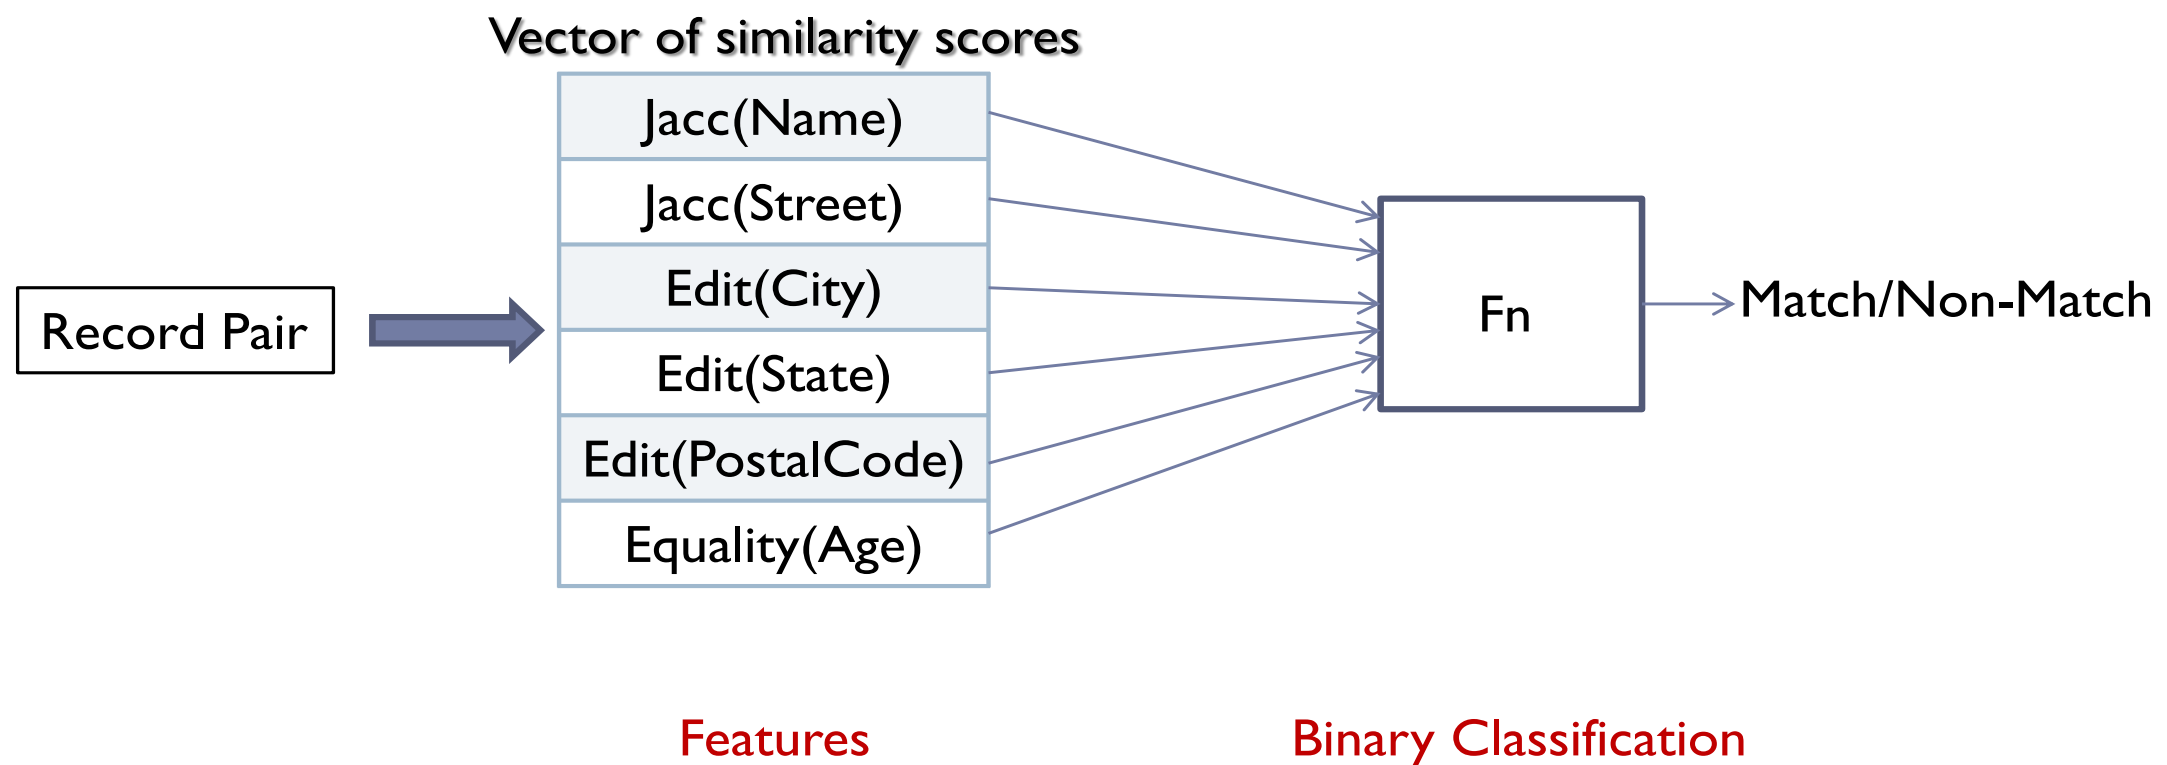 Vector of similarity scores
Jacc(Name)
Jacc(Street)
Edit(City)
Edit(State)
Edit(PostalCode)
Equality(Age)
Record Pair
Fn
Match/Non-Match
Features
Binary Classification